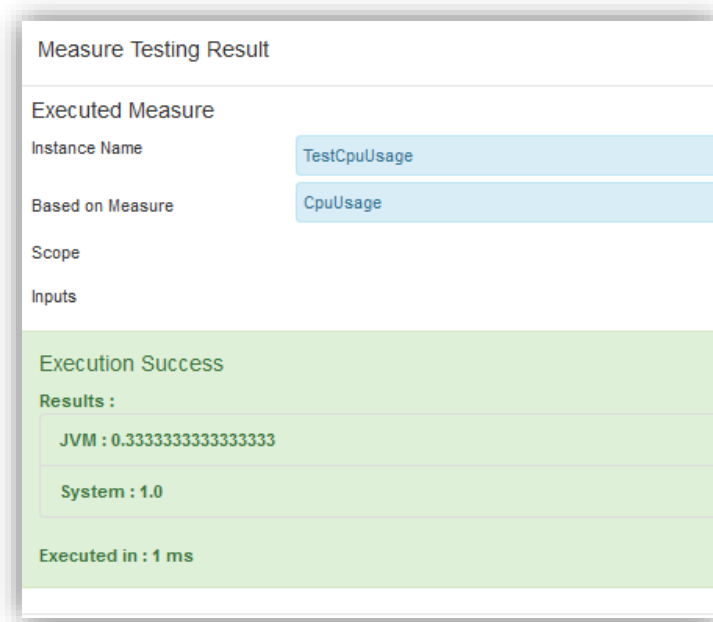 Measure Testing Result
Executed Measure
Instance Name
TestCpuUsage
Based on Measure
CpuUsage
Scope
Inputs
Execution Success
Results :
JVM : 0.3333333333333333
System : 1.0
Executed in : 1 ms